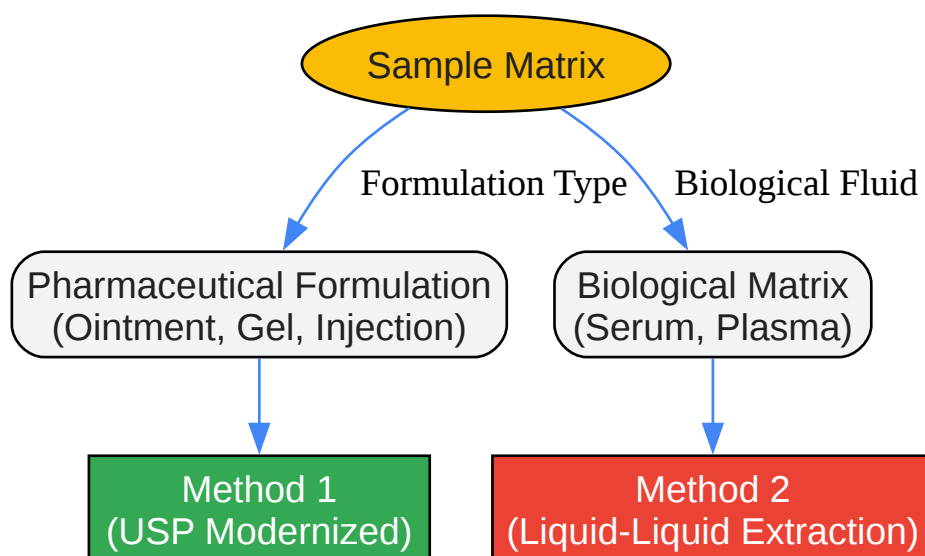 Sample Matrix
Formulation Type
Biological Fluid
Pharmaceutical Formulation
(Ointment, Gel, Injection)
Biological Matrix
(Serum, Plasma)
Method 1
(USP Modernized)
Method 2
(Liquid-Liquid Extraction)